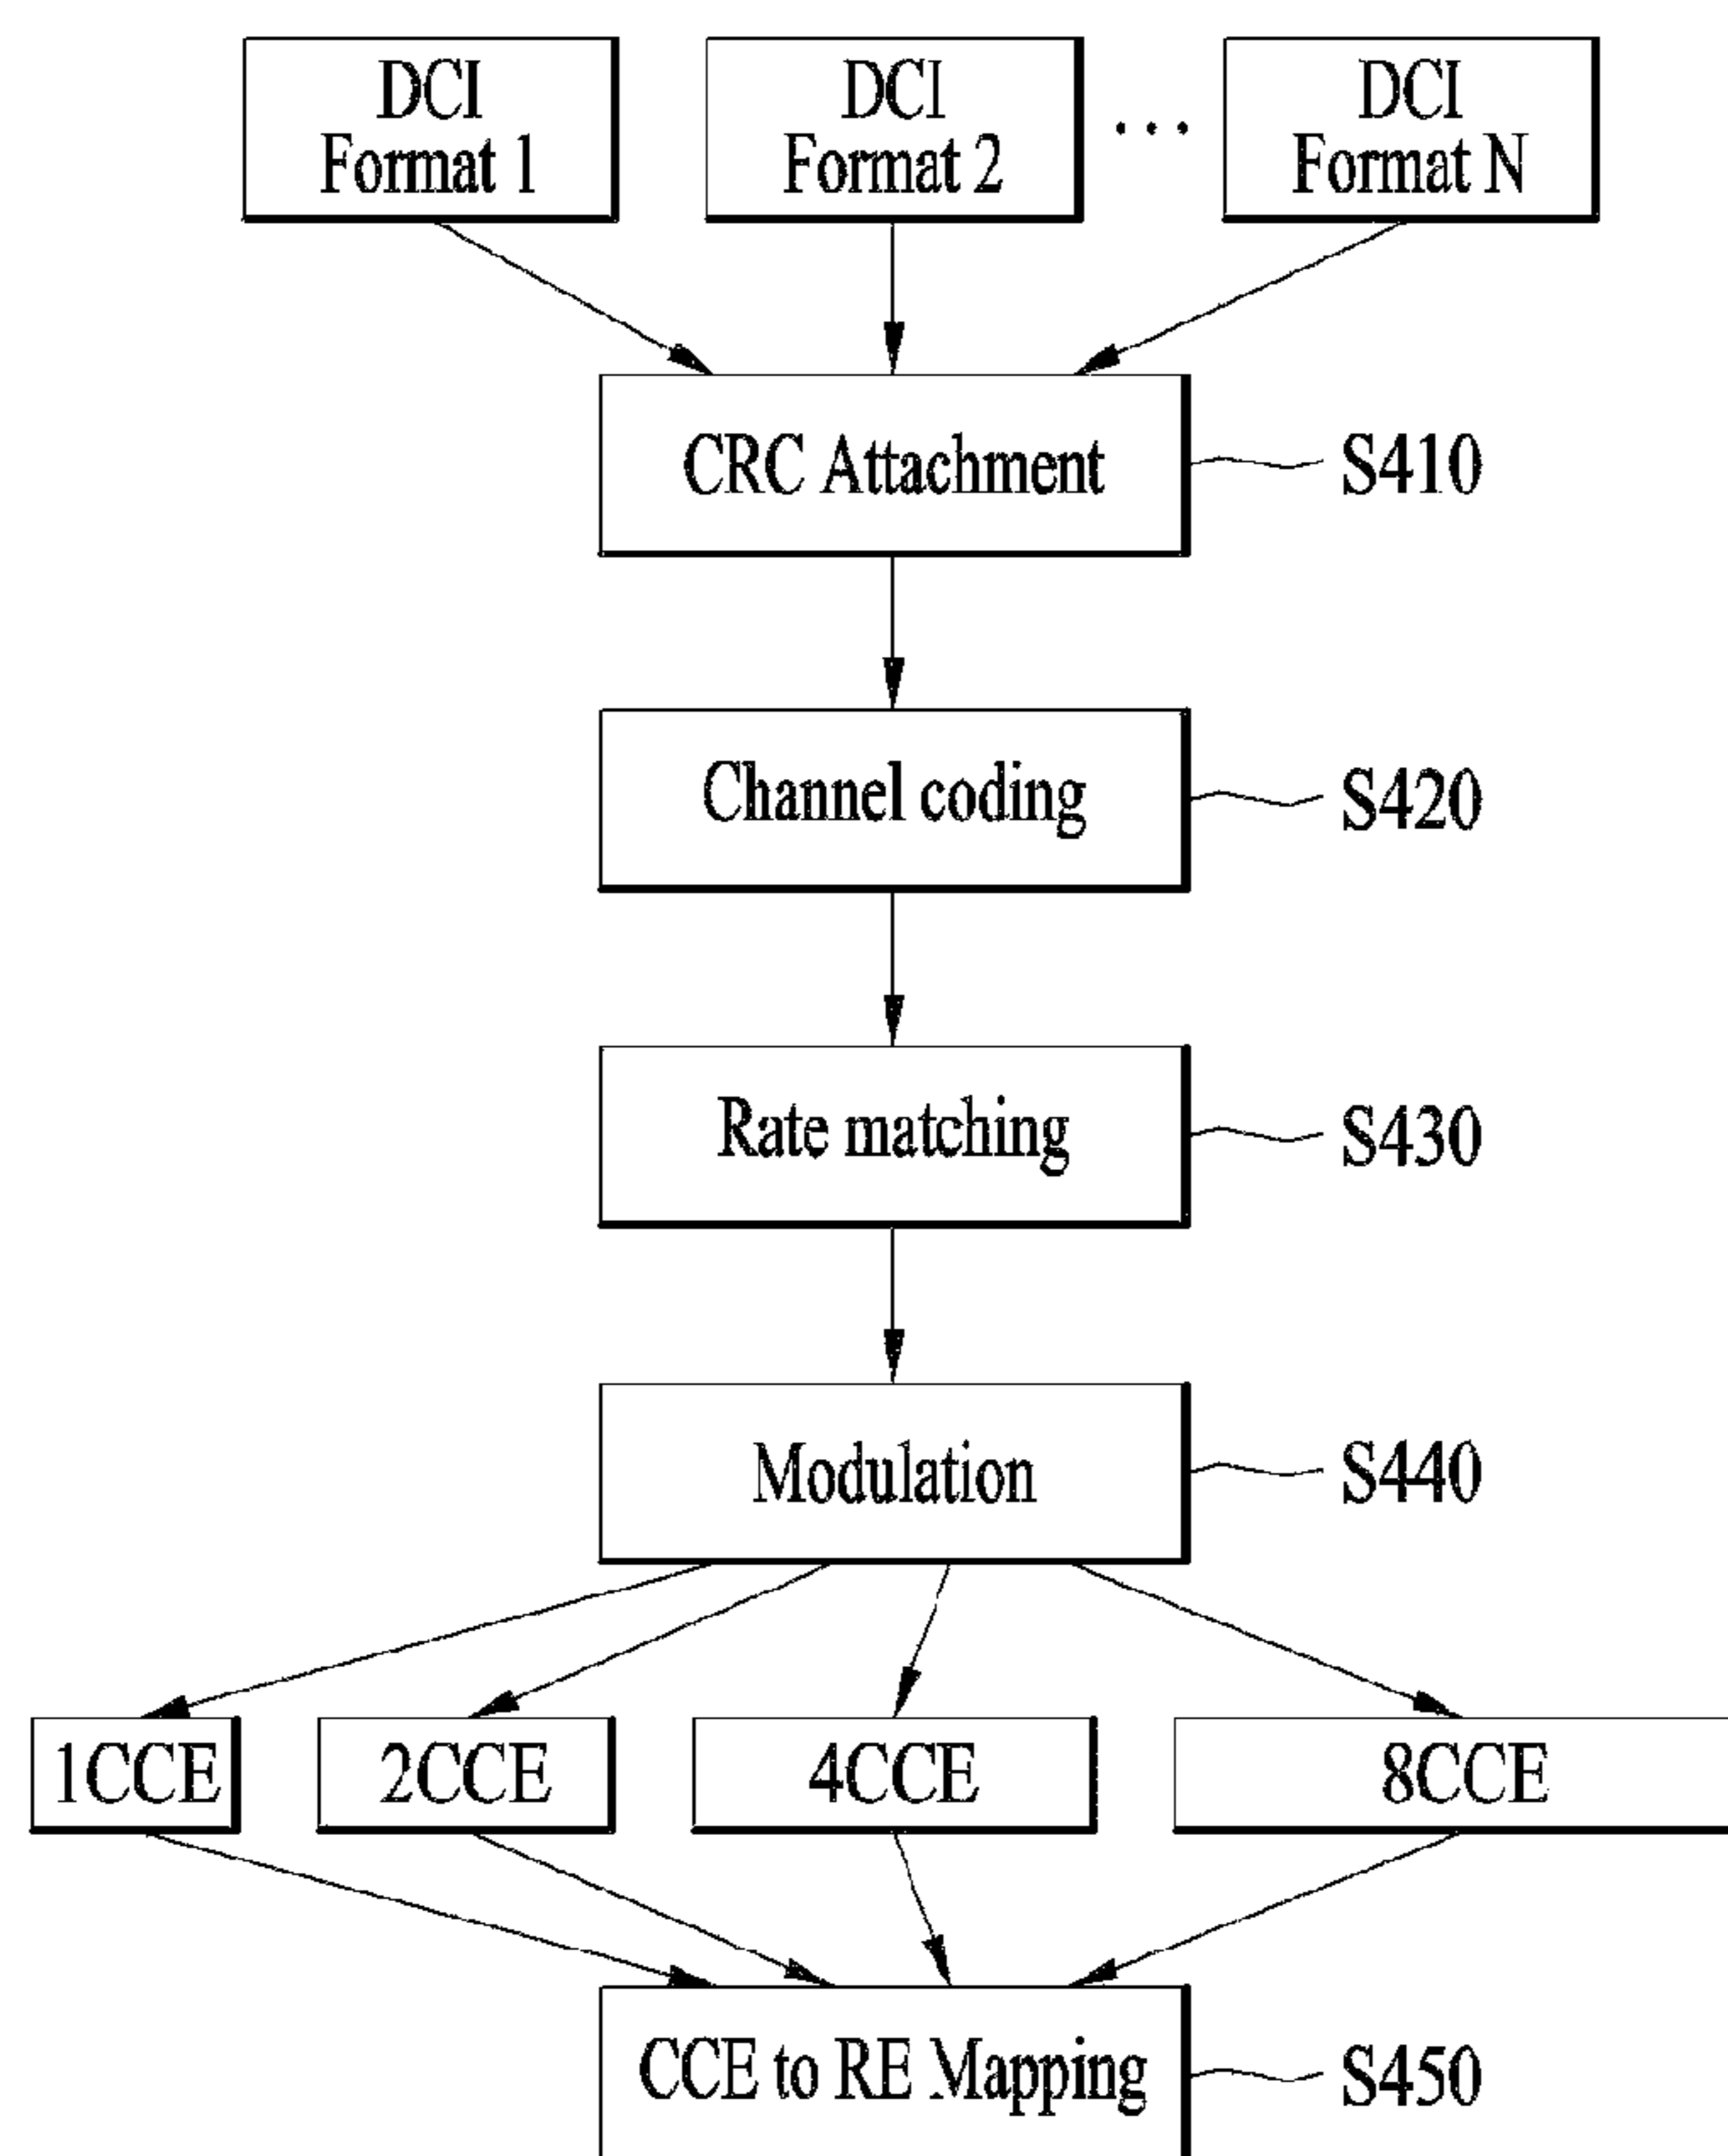 DCI
Format 1
DCI
Format 2
...
DCI
Format N
CRC Attachment
S410
Channel coding
S420
Rate matching
S430
Modulation
S440
1CCE
2CCE
4CCE
8CCE
CCE to RE Mapping
S450